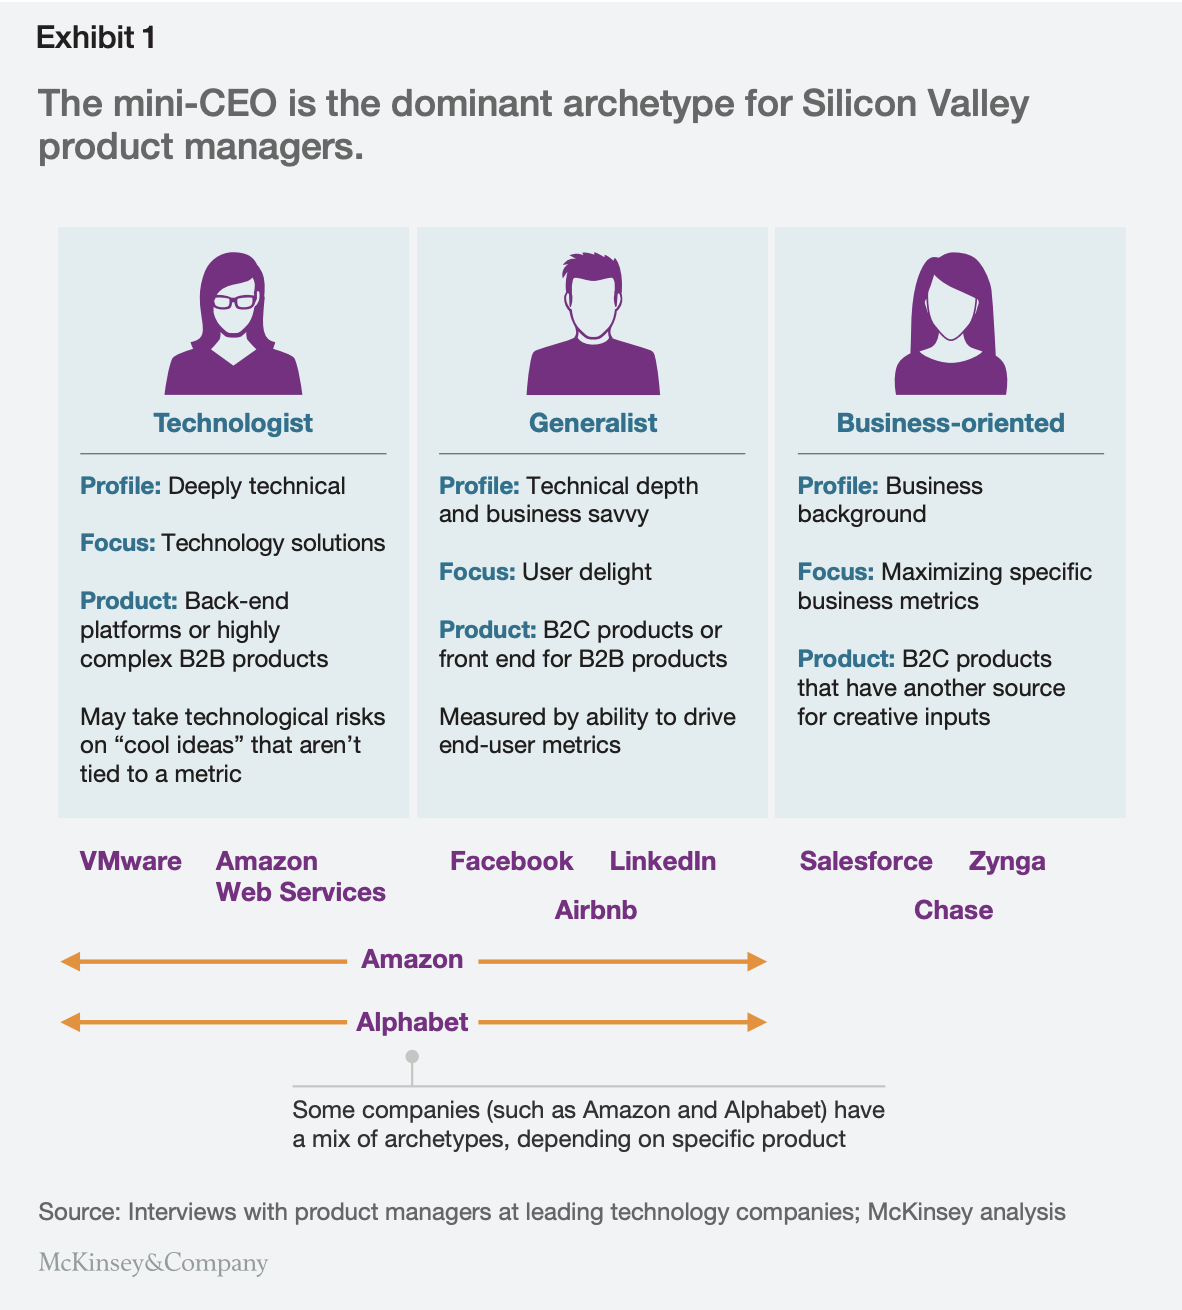 Exhibit 1
The mini-CEO is the dominant archetype for Silicon Valley
product managers.
Technologist
Profile: Deeply technical
Focus: Technology solutions
Product: Back-end
platforms or highly
complex B2B products
May take technological risks
on “cool ideas” that aren’t
tied to a metric
Generalist
Profile: Technical depth
and business savvy
Focus: User delight
Product: B2C products or
front end for B2B products
Measured by ability to drive
end-user metrics
Business-oriented
Profile: Business
background
Focus: Maximizing specific
business metrics
Product: B2C products
that have another source
for creative inputs
VMware
Amazon
Web Services
Facebook
LinkedIn
Airbnb
Salesforce
Zynga
Chase
Amazon
Alphabet
Some companies (such as Amazon and Alphabet) have
a mix of archetypes, depending on specific product
Source: Interviews with product managers at leading technology companies; McKinsey analysis
McKinsey&Company